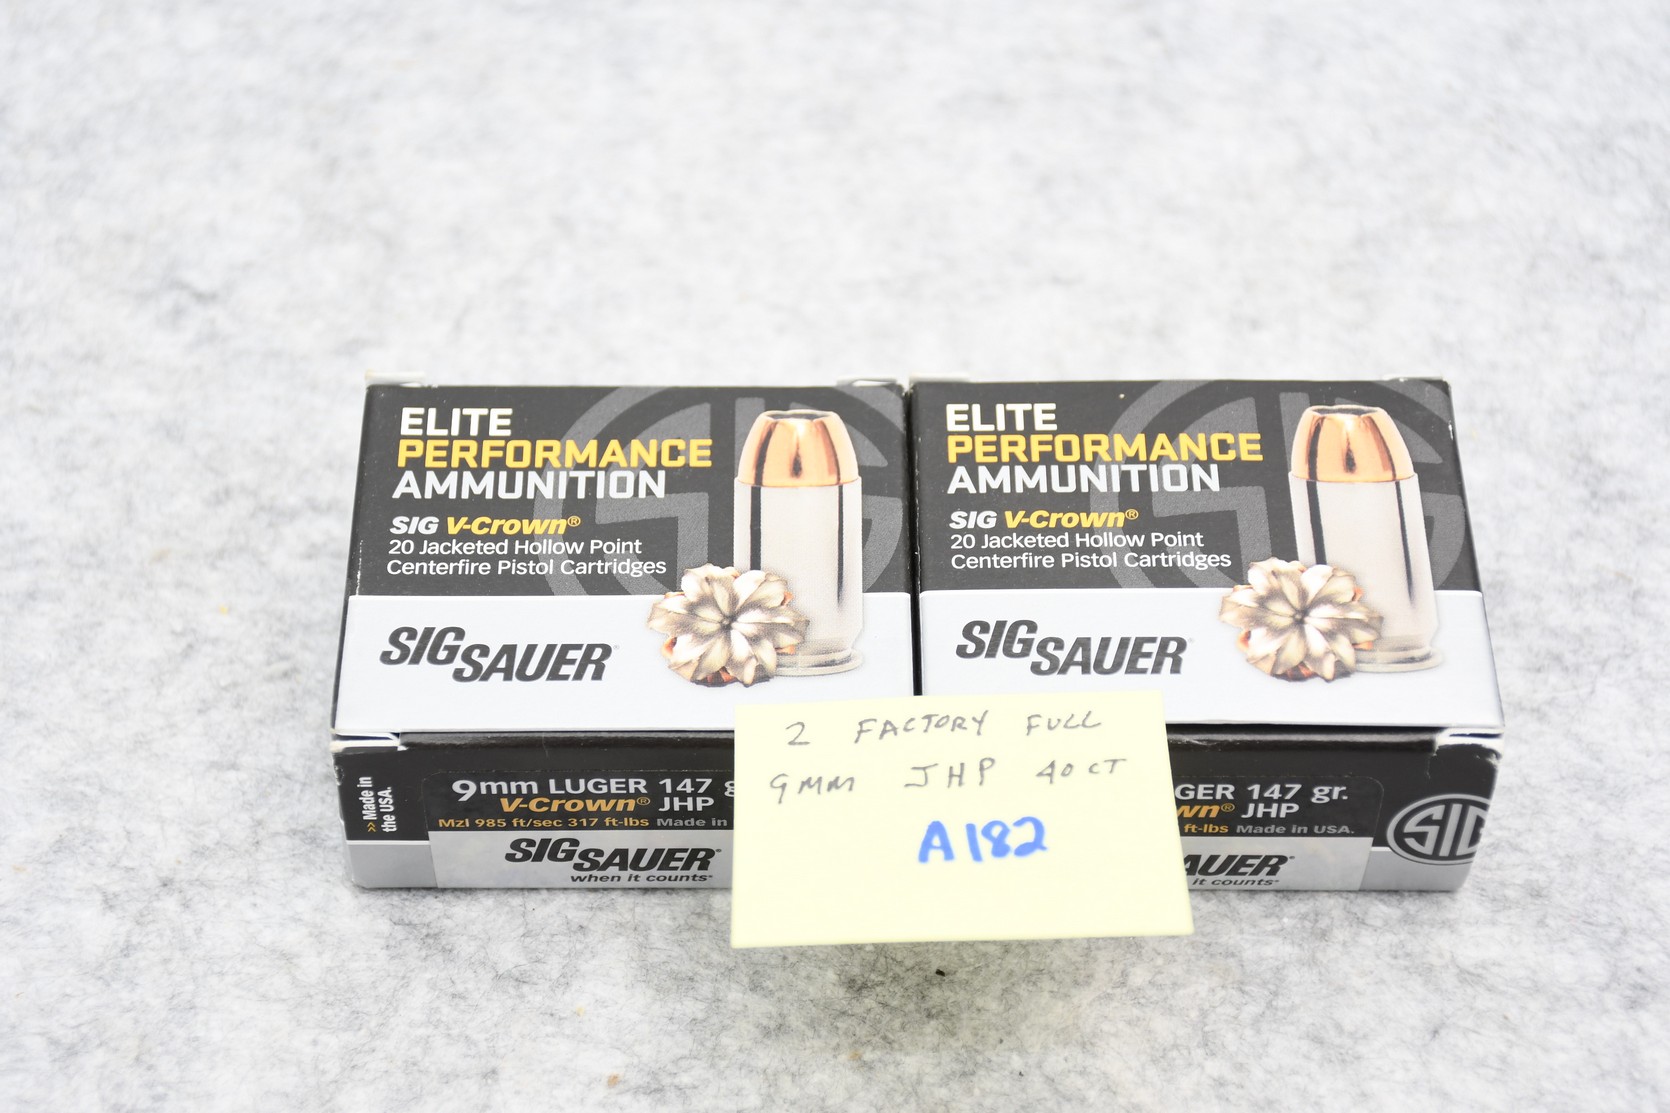 ELITE
PERFORMANCE
AMMUNITION
SIG V-Crown®
20 Jacketed Hollow Point
Centerfire Pistol Cartridges
SIG SAUER
>> Made in
the USA.
9mm LUGER 147 g
V-Crown® JHP
Mzl 985 ft/sec 317 ft-lbs Made in
SIG SAUER
when it counts
ELITE
PERFORMANCE
AMMUNITION
SIG V-Crown®
20 Jacketed Hollow Point
Centerfire Pistol Cartridges
SIG SAUER
GER 147 gr.
wn® JHP
ft-lbs Made in USA.
AUER
it counts
SIG
2 FACTORY FULL
9MM JHP 40 CT
A182